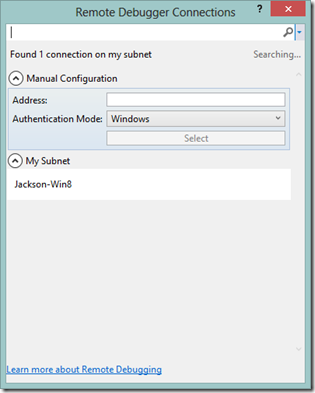 Remote Debugger Connections
Found 1 connection on my subnet Searching...
Manual Configuration
Address:
Authentication Mode: Windows
Select
My Subnet
Jackson-Win8
Learn more about Remote Debugging